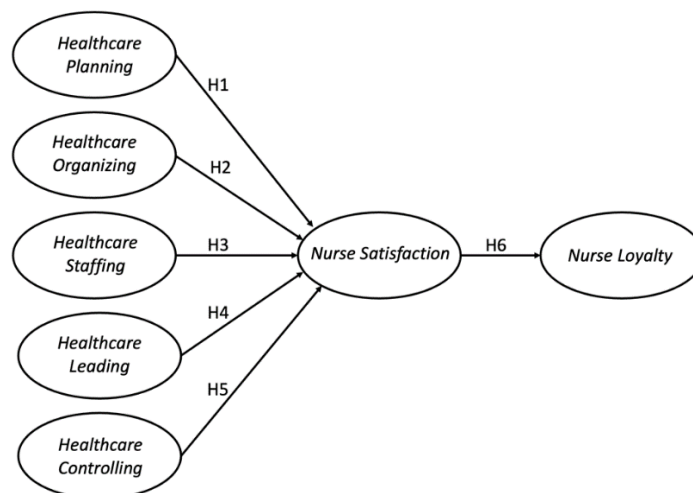 Healthcare
Planning
H1
Healthcare
Organizing
H2
Healthcare
Staffing
H3
Nurse Satisfaction
H6
Nurse Loyalty
H4
Healthcare
Leading
H5
Healthcare
Controlling